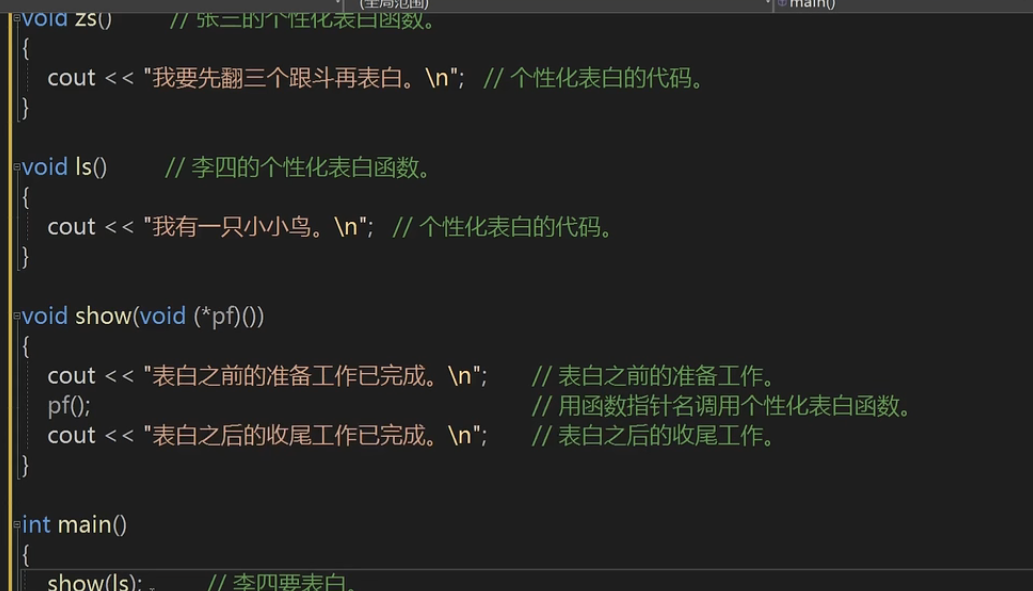 (全局范围) main()
void zs() // 张三的个性化表白函数。
{
cout << "我要先翻三个跟斗再表白。\n"; // 个性化表白的代码。
}
void ls() // 李四的个性化表白函数。
{
cout << "我有一只小小鸟。\n"; // 个性化表白的代码。
}
void show(void (*pf)())
{
cout << "表白之前的准备工作已完成。\n"; // 表白之前的准备工作。
pf(); // 用函数指针名调用个性化表白函数。
cout << "表白之后的收尾工作已完成。\n"; // 表白之后的收尾工作。
}
int main()
{
show(ls); // 李四要表白。